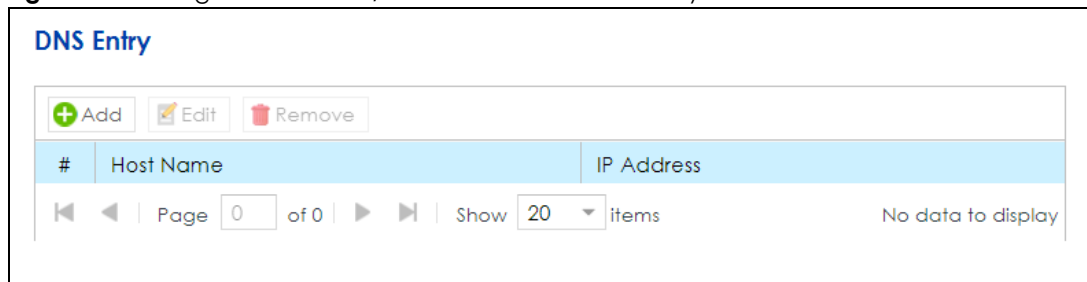 DNS Entry
Add Edit Remove
# Host Name IP Address
Page 0 of 0 Show 20 items No data to display